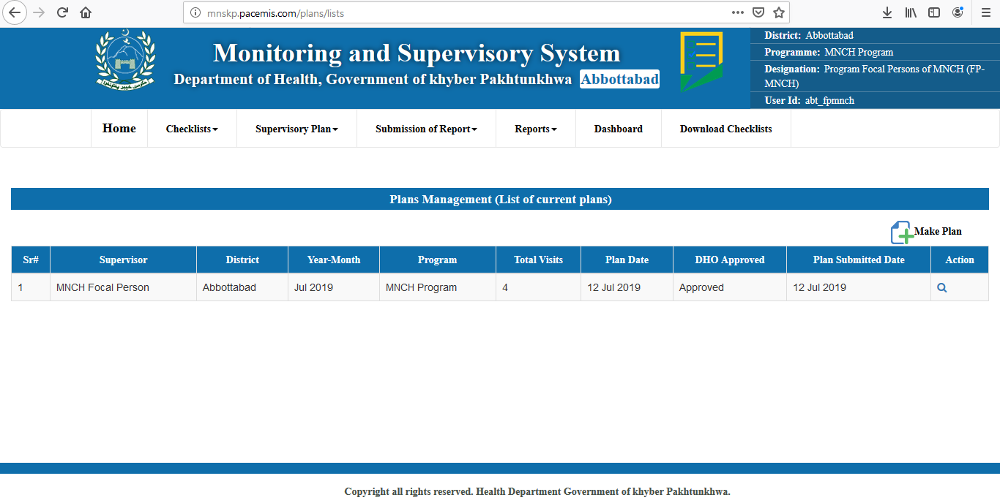 mnskp.pacemis.com/plans/lists
Monitoring and Supervisory System
Department of Health, Government of khyber Pakhtunkhwa Abbottabad
District: Abbottabad
Programme: MNCH Program
Designation: Program Focal Persons of MNCH (FP-
MNCH)
User Id: abt_fpmnch
Home Checklists Supervisory Plan Submission of Report Reports Dashboard Download Checklists
Plans Management (List of current plans)
Make Plan
Sr# Supervisor District Year-Month Program Total Visits Plan Date DHO Approved Plan Submitted Date Action
1 MNCH Focal Person Abbottabad Jul 2019 MNCH Program 4 12 Jul 2019 Approved 12 Jul 2019
Copyright all rights reserved. Health Department Government of khyber Pakhtunkhwa.